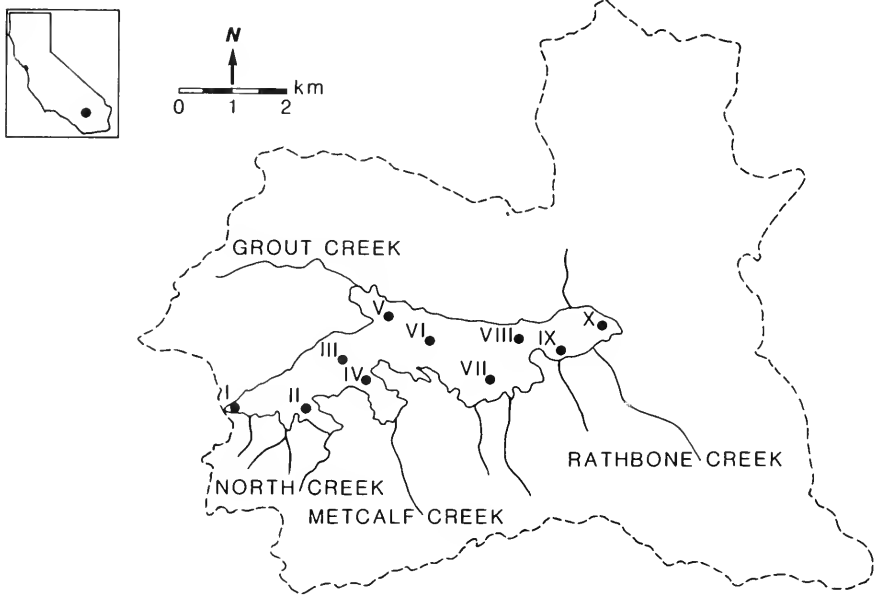 N
km
0 1 2
GROUT CREEK
V
VI
VIII
IX
X
III
IV
VII
I
II
RATHBONE CREEK
NORTH CREEK
METCALF CREEK